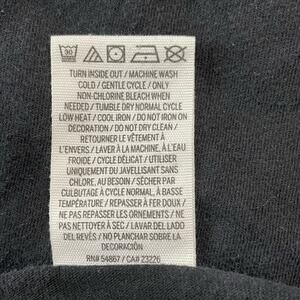 30
TURN INSIDE OUT / MACHINE WASH
COLD / GENTLE CYCLE / ONLY
NON-CHLORINE BLEACH WHEN
NEEDED / TUMBLE DRY NORMAL CYCLE
LOW HEAT / COOL IRON / DO NOT IRON ON
DECORATION / DO NOT DRY CLEAN /
RETOURNER LE VÊTEMENT À
L'ENVERS / LAVER À LA MACHINE, À L'EAU
FROIDE / CYCLE DÉLICAT / UTILISER
UNIQUEMENT DU JAVELLISANT SANS
CHLORE, AU BESOIN / SÉCHER PAR
CULBUTAGE À CYCLE NORMAL, À BASSE
TEMPÉRATURE / REPASSER À FER DOUX /
NE PAS REPASSER LES ORNEMENTS / NE
PAS NETTOYER À SEC / LAVAR DEL LADO
DEL REVÉS / NO PLANCHAR SOBRE LA
DECORACIÓN
RN# 54867 / CA# 23226